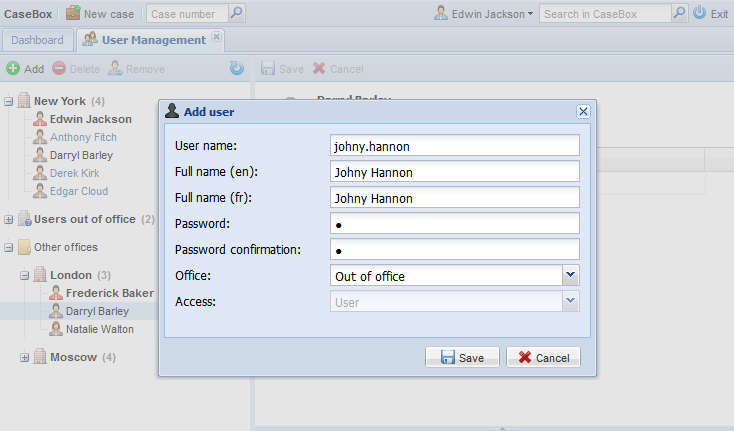 CaseBox New case Case number Edwin Jackson Search in CaseBox Exit
Dashboard User Management
Add Delete Remove Save Cancel
New York (4)
Edwin Jackson
Anthony Fitch
Darryl Barley
Derek Kirk
Edgar Cloud
Users out of office (2)
Other offices
London (3)
Frederick Baker
Darryl Barley
Natalie Walton
Moscow (4)
Add user
User name: johny.hannon
Full name (en): Johny Hannon
Full name (fr): Johny Hannon
Password: ●
Password confirmation: ●
Office: Out of office
Access: User
Save Cancel